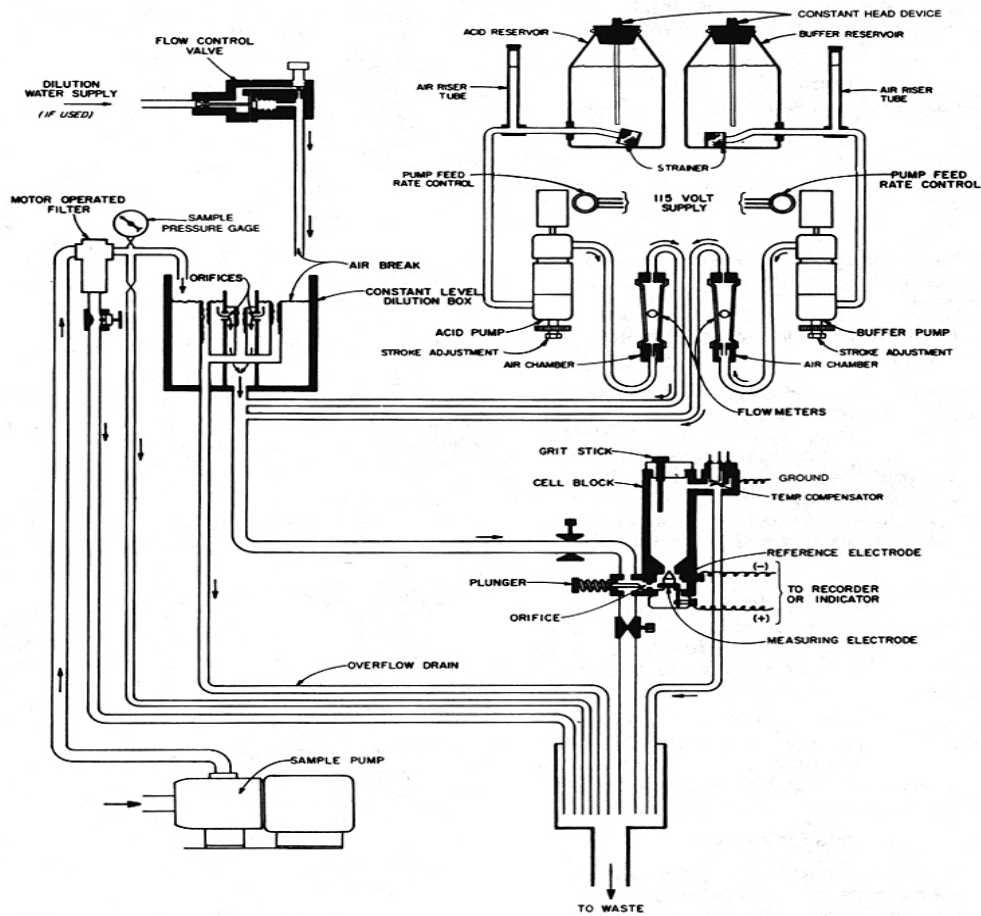 CONSTANT HEAD DEVICE
ACID RESERVOIR
BUFFER RESERVOIR
FLOW CONTROL
VALVE
DILUTION
WATER SUPPLY
(IF USED)
AIR RISER
TUBE
AIR RISER
TUBE
STRAINER
PUMP FEED
RATE CONTROL
115 VOLT
SUPPLY
PUMP FEED
RATE CONTROL
MOTOR OPERATED
FILTER
SAMPLE
PRESSURE GAGE
AIR BREAK
ORIFICES
CONSTANT LEVEL
DILUTION BOX
ACID PUMP
BUFFER PUMP
STROKE ADJUSTMENT
STROKE ADJUSTMENT
AIR CHAMBER
AIR CHAMBER
FLOW METERS
GRIT STICK
CELL BLOCK
GROUND
TEMP. COMPENSATOR
REFERENCE ELECTRODE
(-)
PLUNGER
TO RECORDER
OR INDICATOR
ORIFICE
(+)
MEASURING ELECTRODE
OVERFLOW DRAIN
SAMPLE PUMP
TO WASTE